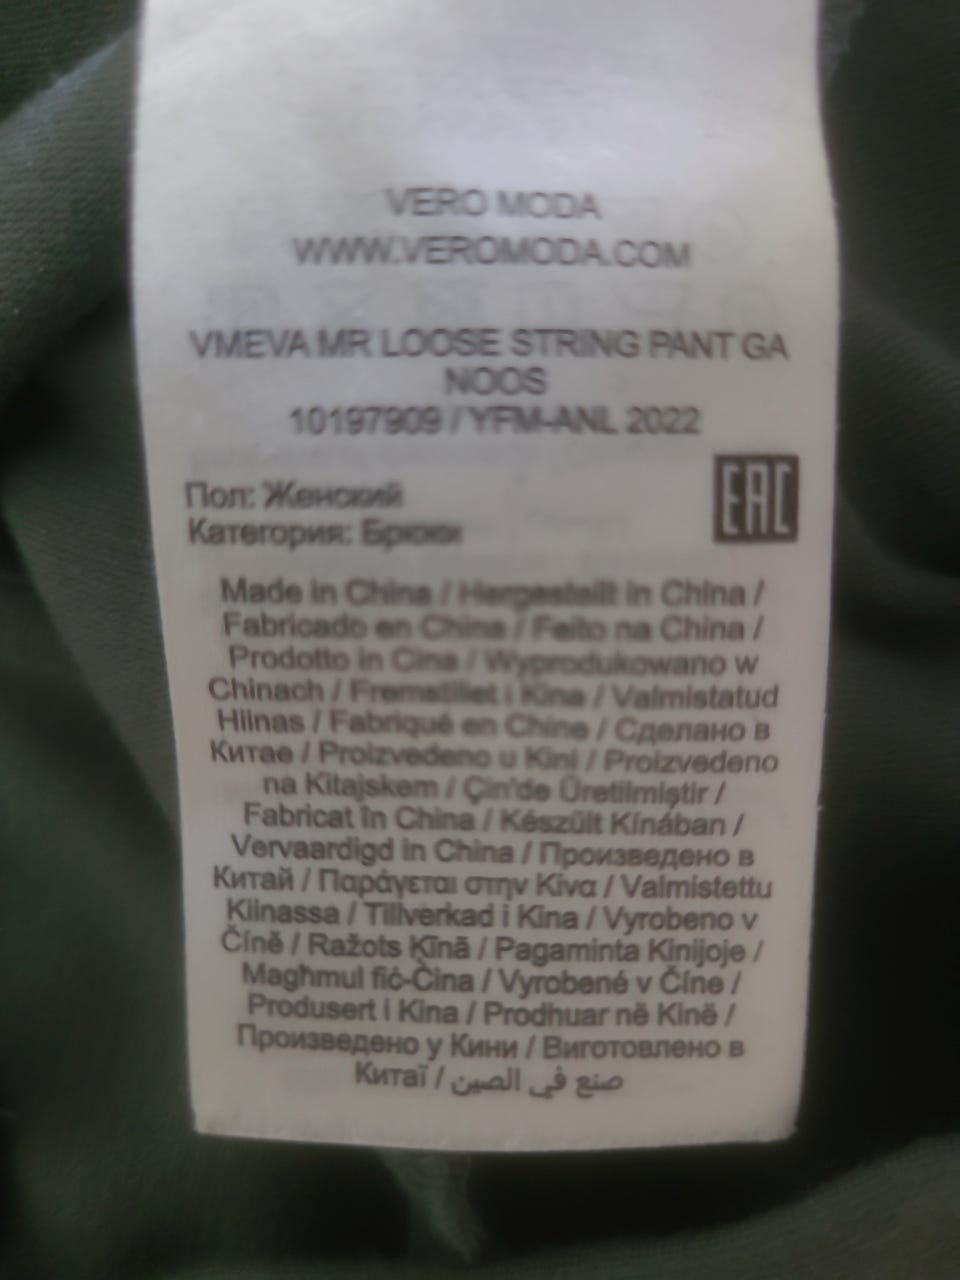 VERO MODA
WWW.VEROMODA.COM
VMEVA MR LOOSE STRING PANT GA
NOOS
10197909 / YFM-ANL 2022
Пол: Женский
Категория: Брюки
EAC
Made in China / Hergestellt in China /
Fabricado en China / Feito na China /
Prodotto in Cina / Wyprodukowano w
Chinach / Fremstillet i Kina / Valmistatud
Hiinas / Fabriqué en Chine / Сделано в
Китае / Proizvedeno u Kini / Proizvedeno
na Kitajskem / Çin'de Üretilmiştir /
Fabricat în China / Készült Kínában /
Vervaardigd in China / Произведено в
Китай / Παράγεται στην Κίνα / Valmistettu
Kiinassa / Tillverkad i Kina / Vyrobeno v
Číně / Ražots Ķīnā / Pagaminta Kinijoje /
Magħmul fiċ-Ċina / Vyrobené v Číne /
Produsert i Kina / Prodhuar në Kinë /
Произведено у Кини / Виготовлено в
Китаї / صنع في الصين